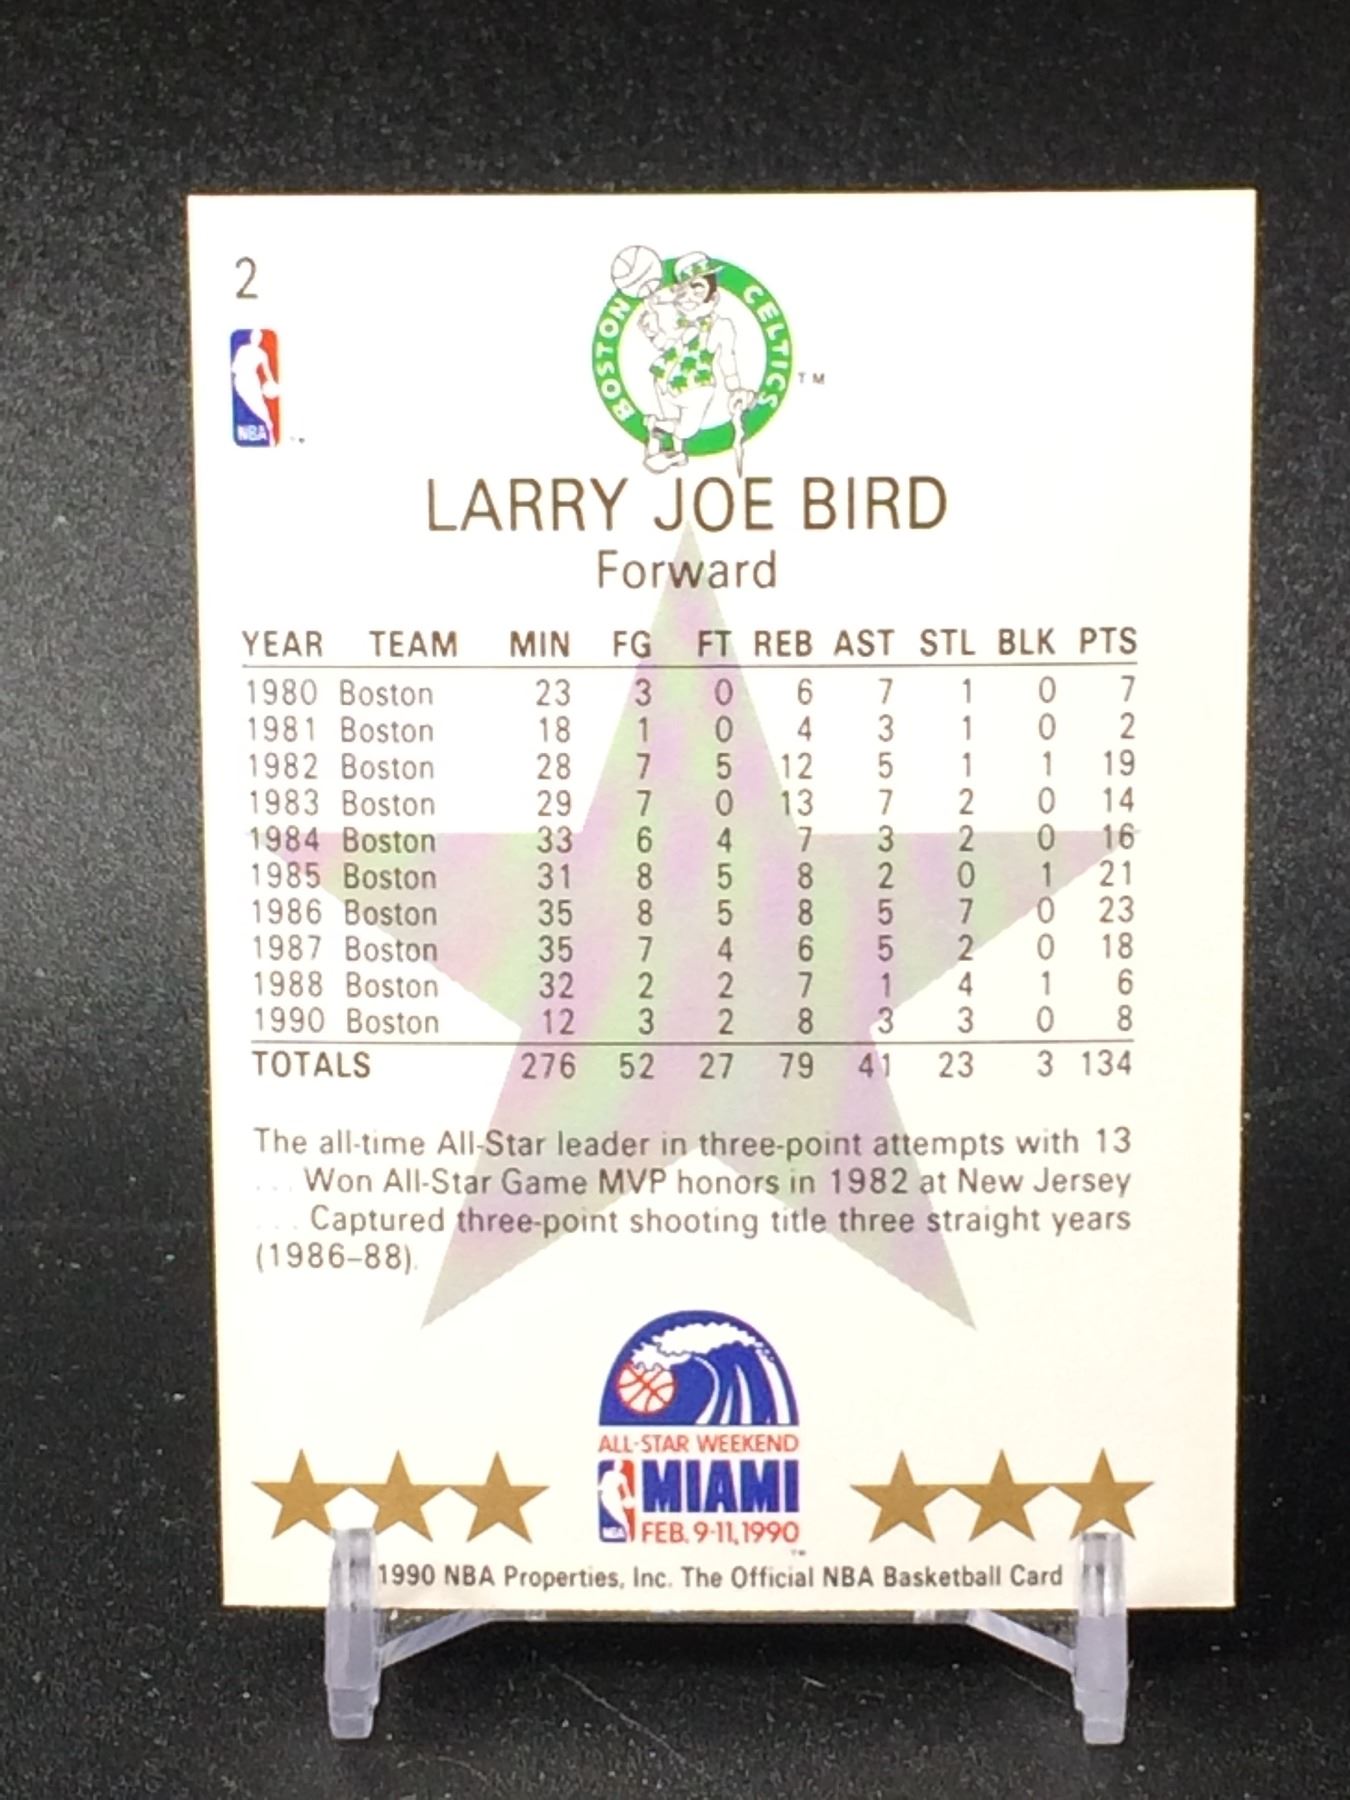 2
NBA
BOSTON CELTICS TM
LARRY JOE BIRD
Forward
YEAR TEAM MIN FG FT REB AST STL BLK PTS
1980 Boston 23 3 0 6 7 1 0 7
1981 Boston 18 1 0 4 3 1 0 2
1982 Boston 28 7 5 12 5 1 1 19
1983 Boston 29 7 0 13 7 2 0 14
1984 Boston 33 6 4 7 3 2 0 16
1985 Boston 31 8 5 8 2 0 1 21
1986 Boston 35 8 5 8 5 7 0 23
1987 Boston 35 7 4 6 5 2 0 18
1988 Boston 32 2 2 7 1 4 1 6
1990 Boston 12 3 2 8 3 3 0 8
TOTALS 276 52 27 79 41 23 3 134
The all-time All-Star leader in three-point attempts with 13
... Won All-Star Game MVP honors in 1982 at New Jersey
... Captured three-point shooting title three straight years
(1986–88).
ALL-STAR WEEKEND
NBA MIAMI
FEB. 9-11, 1990
1990 NBA Properties, Inc. The Official NBA Basketball Card